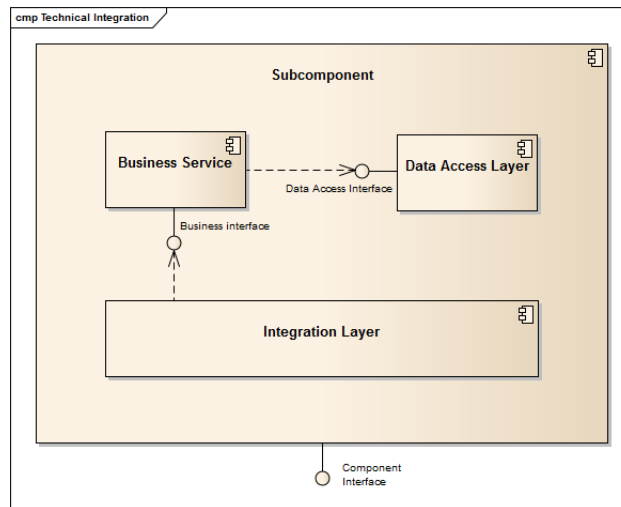 cmp Technical Integration
Subcomponent
Business Service
Data Access Layer
Data Access Interface
Business interface
Integration Layer
Component
Interface